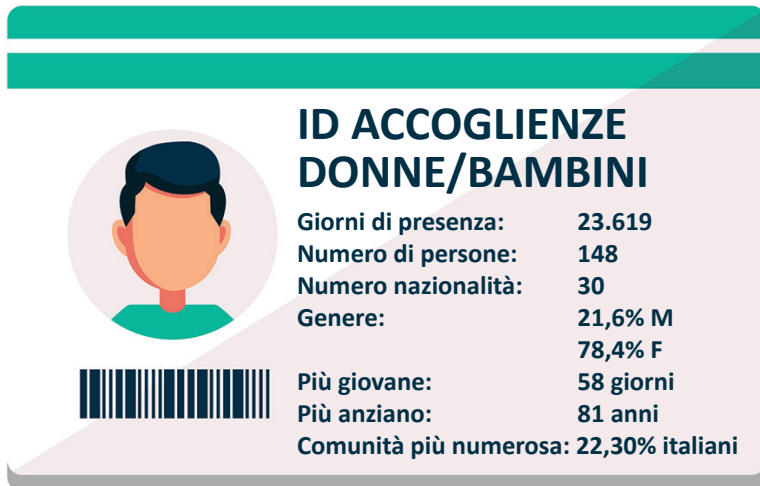 ID ACCOGLIENZE
DONNE/BAMBINI
Giorni di presenza: 23.619
Numero di persone: 148
Numero nazionalità: 30
Genere: 21,6% M
78,4% F
Più giovane: 58 giorni
Più anziano: 81 anni
Comunità più numerosa: 22,30% italiani